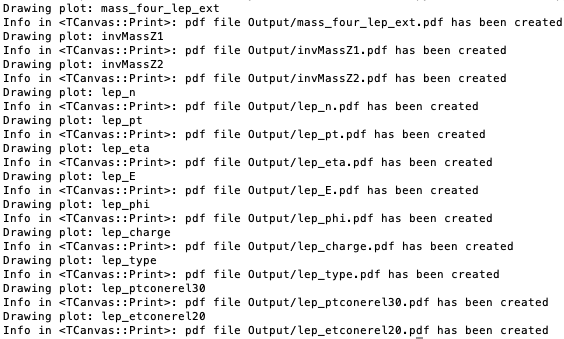 Drawing plot: mass_four_lep_ext
Info in <TCanvas::Print>: pdf file Output/mass_four_lep_ext.pdf has been created
Drawing plot: invMassZ1
Info in <TCanvas::Print>: pdf file Output/invMassZ1.pdf has been created
Drawing plot: invMassZ2
Info in <TCanvas::Print>: pdf file Output/invMassZ2.pdf has been created
Drawing plot: lep_n
Info in <TCanvas::Print>: pdf file Output/lep_n.pdf has been created
Drawing plot: lep_pt
Info in <TCanvas::Print>: pdf file Output/lep_pt.pdf has been created
Drawing plot: lep_eta
Info in <TCanvas::Print>: pdf file Output/lep_eta.pdf has been created
Drawing plot: lep_E
Info in <TCanvas::Print>: pdf file Output/lep_E.pdf has been created
Drawing plot: lep_phi
Info in <TCanvas::Print>: pdf file Output/lep_phi.pdf has been created
Drawing plot: lep_charge
Info in <TCanvas::Print>: pdf file Output/lep_charge.pdf has been created
Drawing plot: lep_type
Info in <TCanvas::Print>: pdf file Output/lep_type.pdf has been created
Drawing plot: lep_ptconerel30
Info in <TCanvas::Print>: pdf file Output/lep_ptconerel30.pdf has been created
Drawing plot: lep_etconerel20
Info in <TCanvas::Print>: pdf file Output/lep_etconerel20.pdf has been created